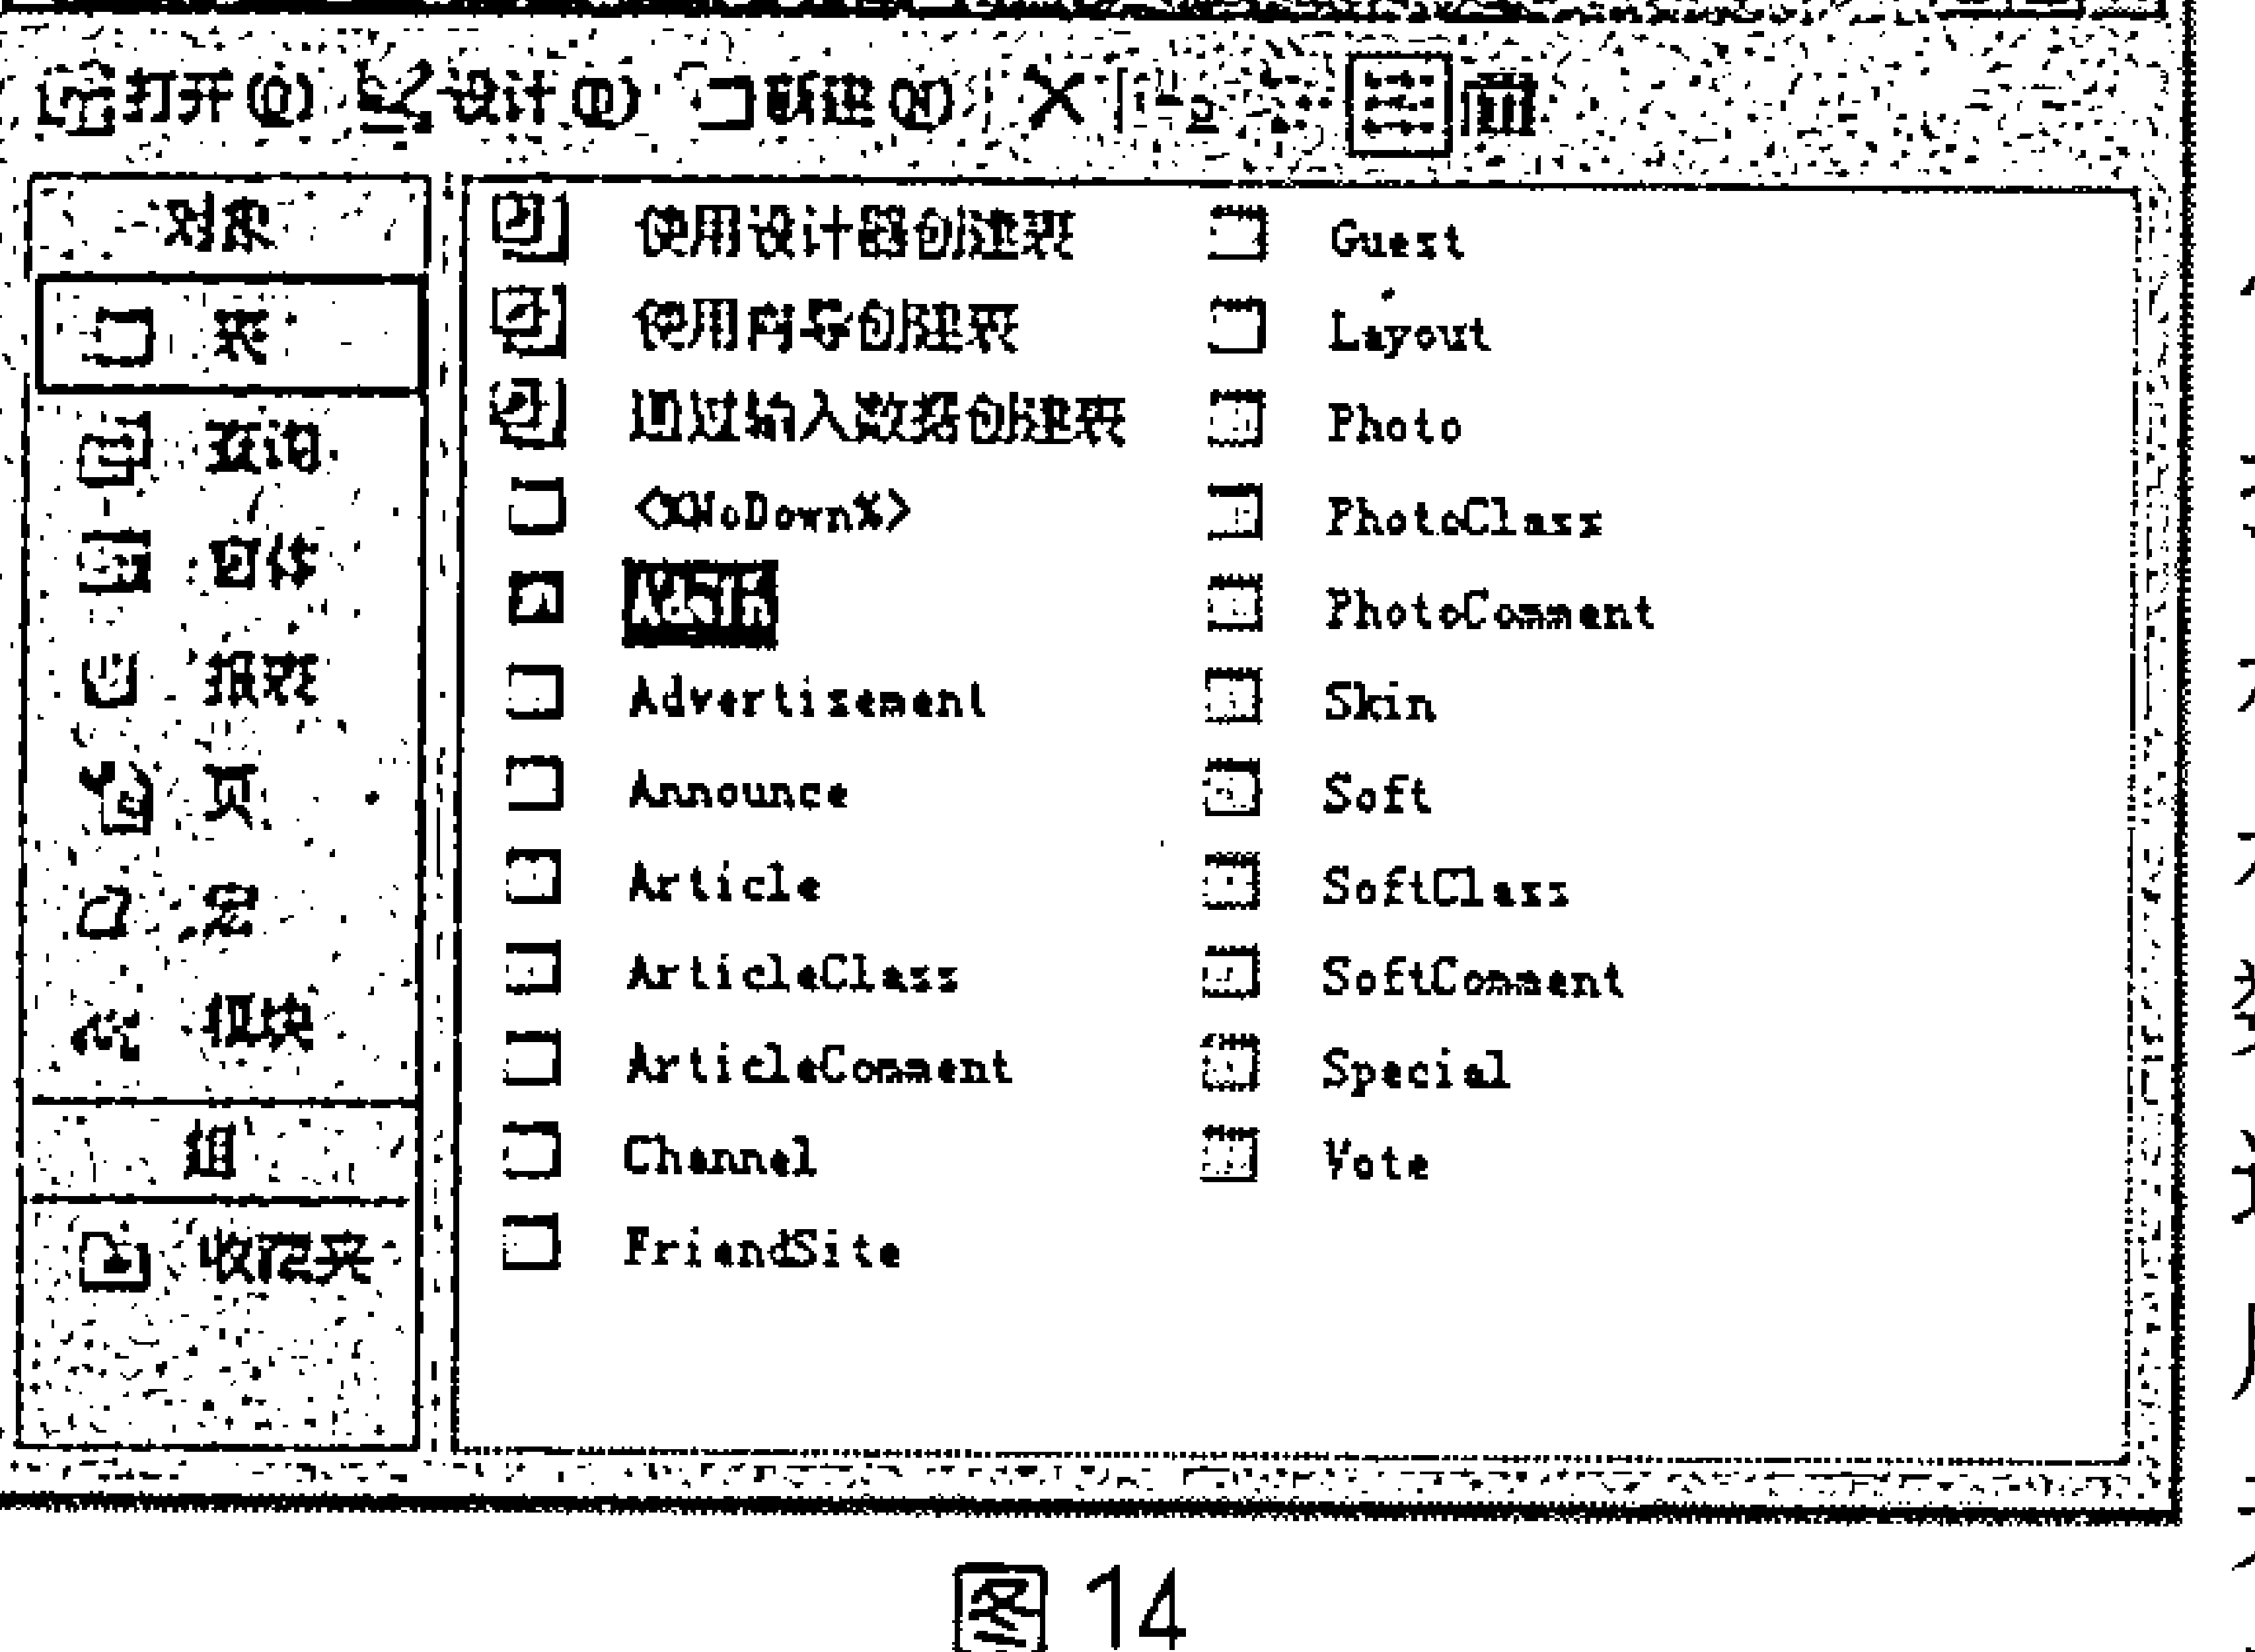 打开(O) 设计(D) 新建(N)
对象
表
查询
窗体
报表
页
宏
模块
组
收藏夹
使用设计器创建表
使用向导创建表
通过输入数据创建表
<%NoDown%>
Advertisement
Announce
Article
ArticleClass
ArticleComment
Channel
FriendSite
Guest
Layout
Photo
PhotoClass
PhotoComment
Skin
Soft
SoftClass
SoftComment
Special
Vote
图 14